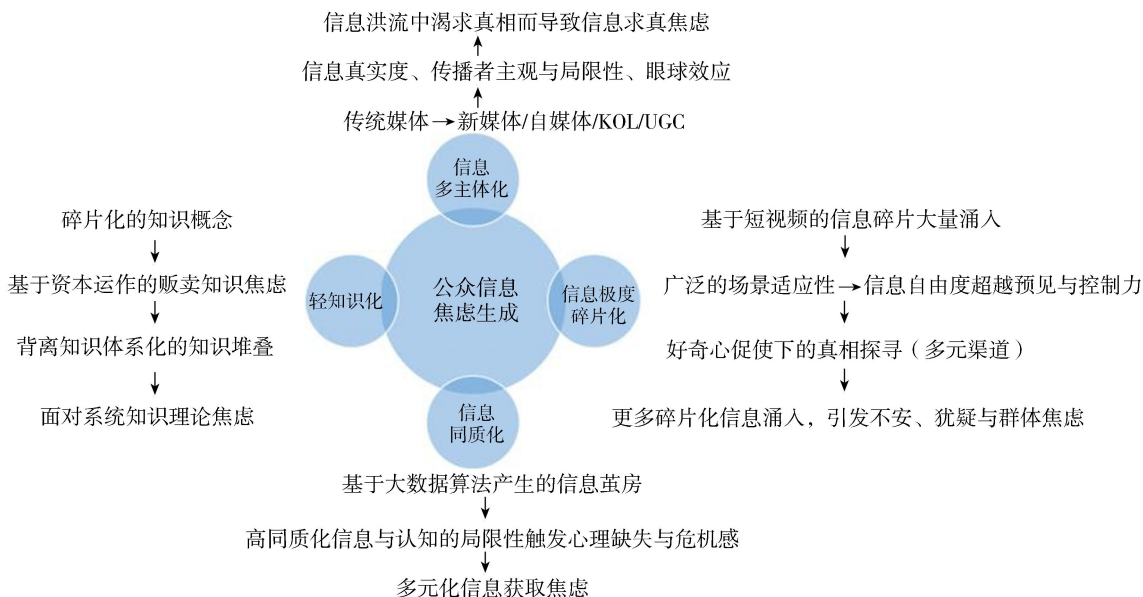 信息洪流中渴求真相而导致信息求真焦虑
信息真实度、传播者主观与局限性、眼球效应
传统媒体→新媒体/自媒体/KOL/UGC
信息
多主体化
碎片化的知识概念
基于资本运作的贩卖知识焦虑
背离知识体系化的知识堆叠
面对系统知识理论焦虑
轻知识化
公众信息
焦虑生成
信息极度
碎片化
基于短视频的信息碎片大量涌入
广泛的场景适应性→信息自由度超越预见与控制力
好奇心促使下的真相探寻（多元渠道）
更多碎片化信息涌入，引发不安、犹疑与群体焦虑
信息
同质化
基于大数据算法产生的信息茧房
高同质化信息与认知的局限性触发心理缺失与危机感
多元化信息获取焦虑